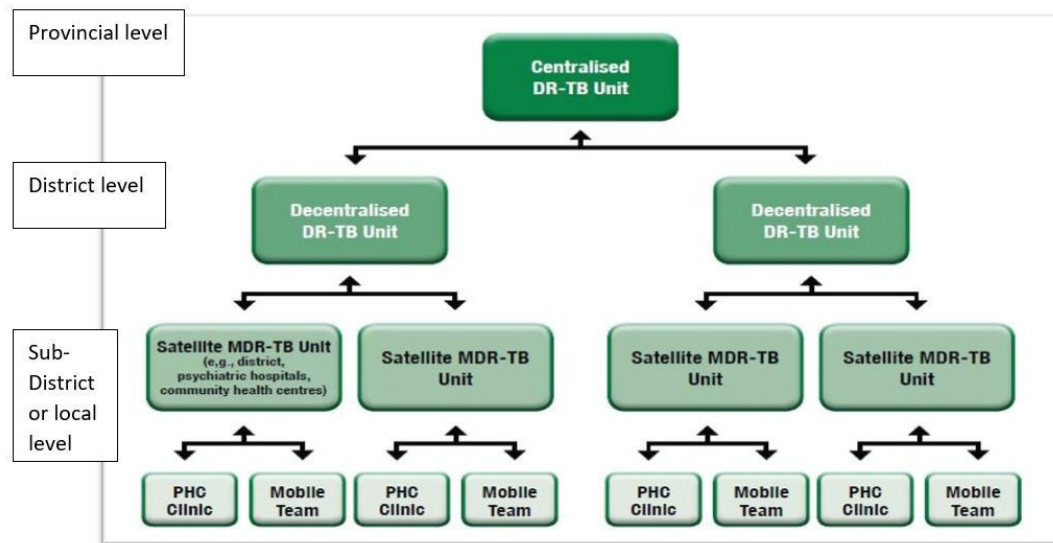 Provincial level
Centralised
DR-TB Unit
District level
Decentralised
DR-TB Unit
Decentralised
DR-TB Unit
Sub-
District
or local
level
Satellite MDR-TB Unit
(e,g., district,
psychiatric hospitals,
community health centres)
Satellite MDR-TB
Unit
Satellite MDR-TB
Unit
Satellite MDR-TB
Unit
PHC
Clinic
Mobile
Team
PHC
Clinic
Mobile
Team
PHC
Clinic
Mobile
Team
PHC
Clinic
Mobile
Team